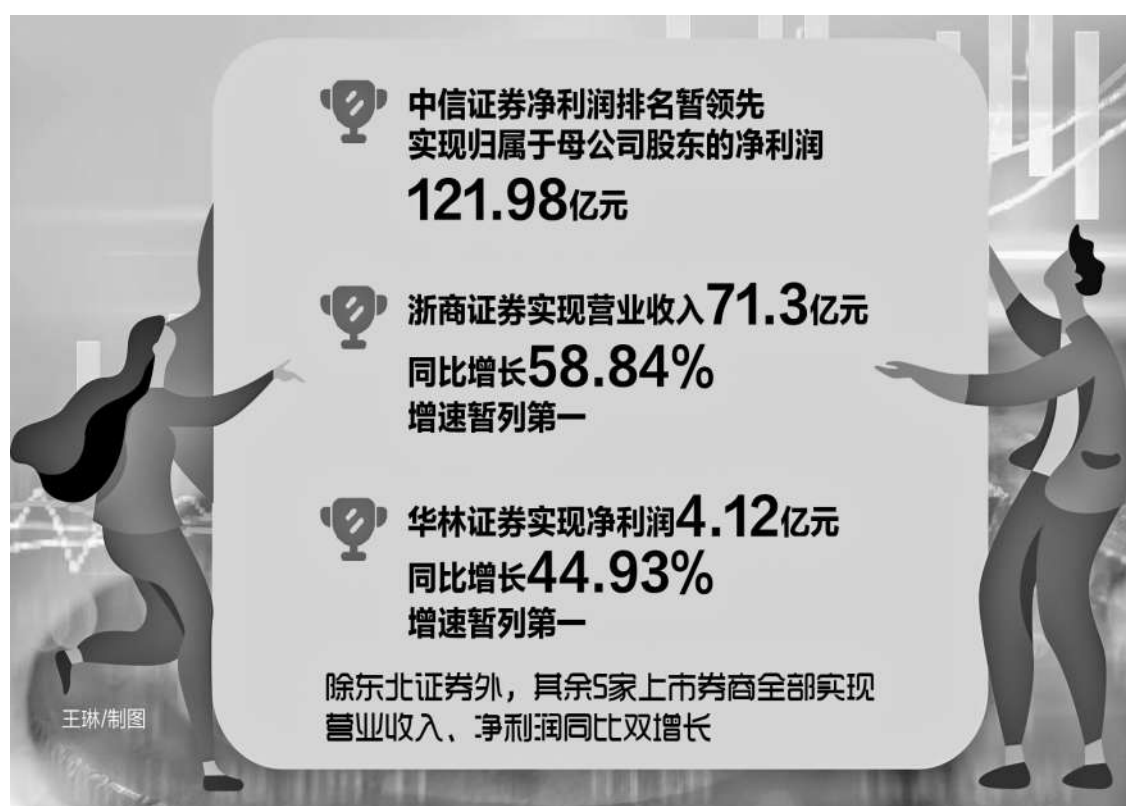 中信证券净利润排名暂领先
实现归属于母公司股东的净利润
121.98亿元
浙商证券实现营业收入71.3亿元
同比增长58.84%
增速暂列第一
华林证券实现净利润4.12亿元
同比增长44.93%
增速暂列第一
除东北证券外，其余5家上市券商全部实现
营业收入、净利润同比双增长
王琳/制图